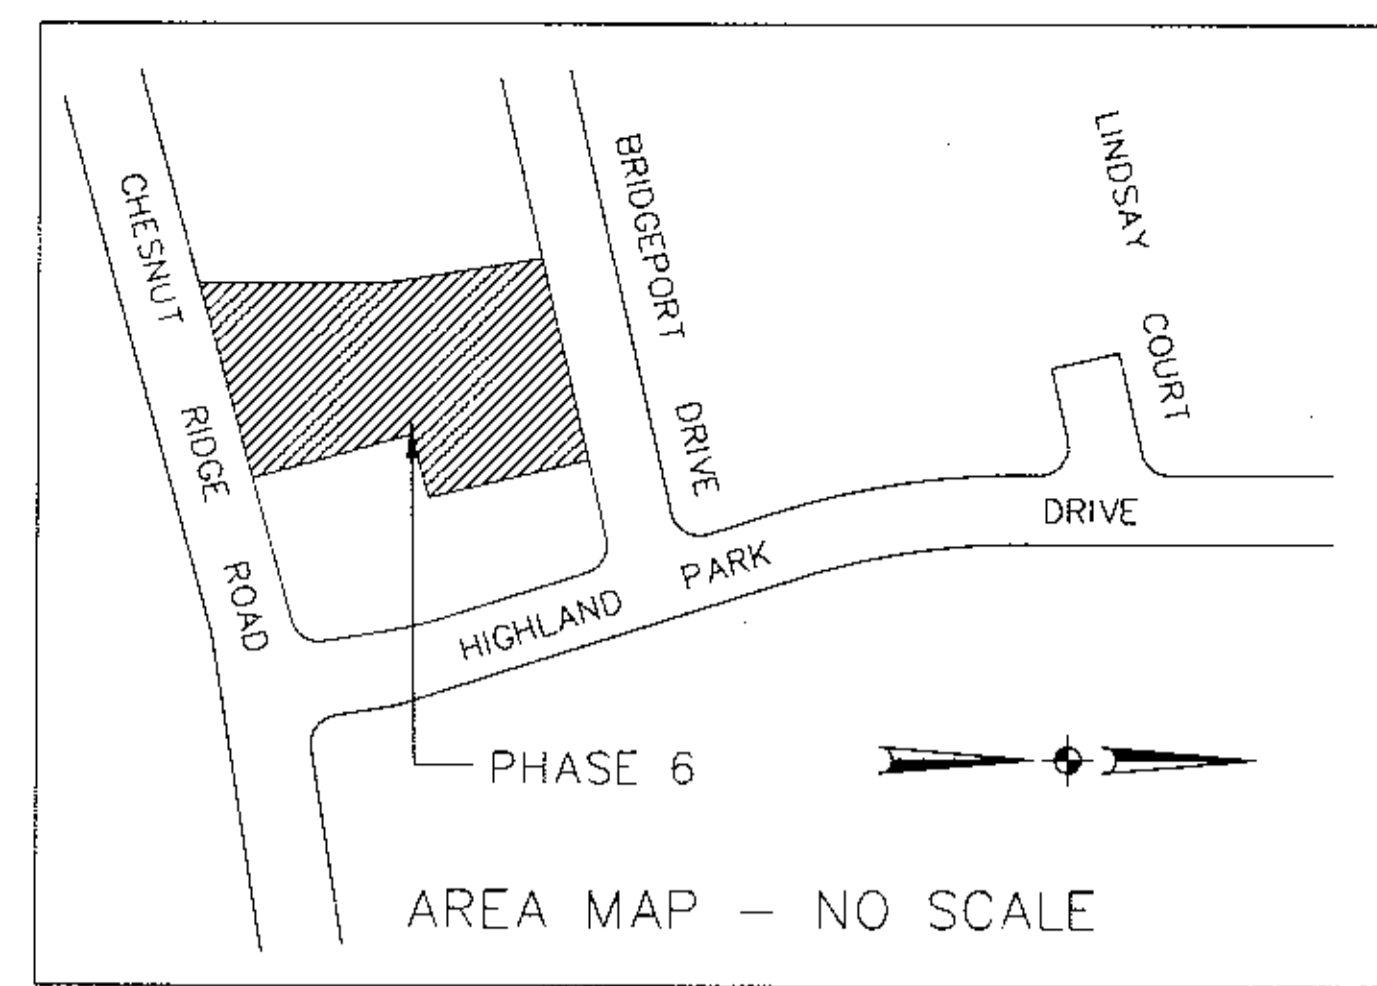 CHESNUT RIDGE ROAD
BRIDGEPORT DRIVE
LINDSAY COURT
HIGHLAND PARK DRIVE
PHASE 6
AREA MAP - NO SCALE